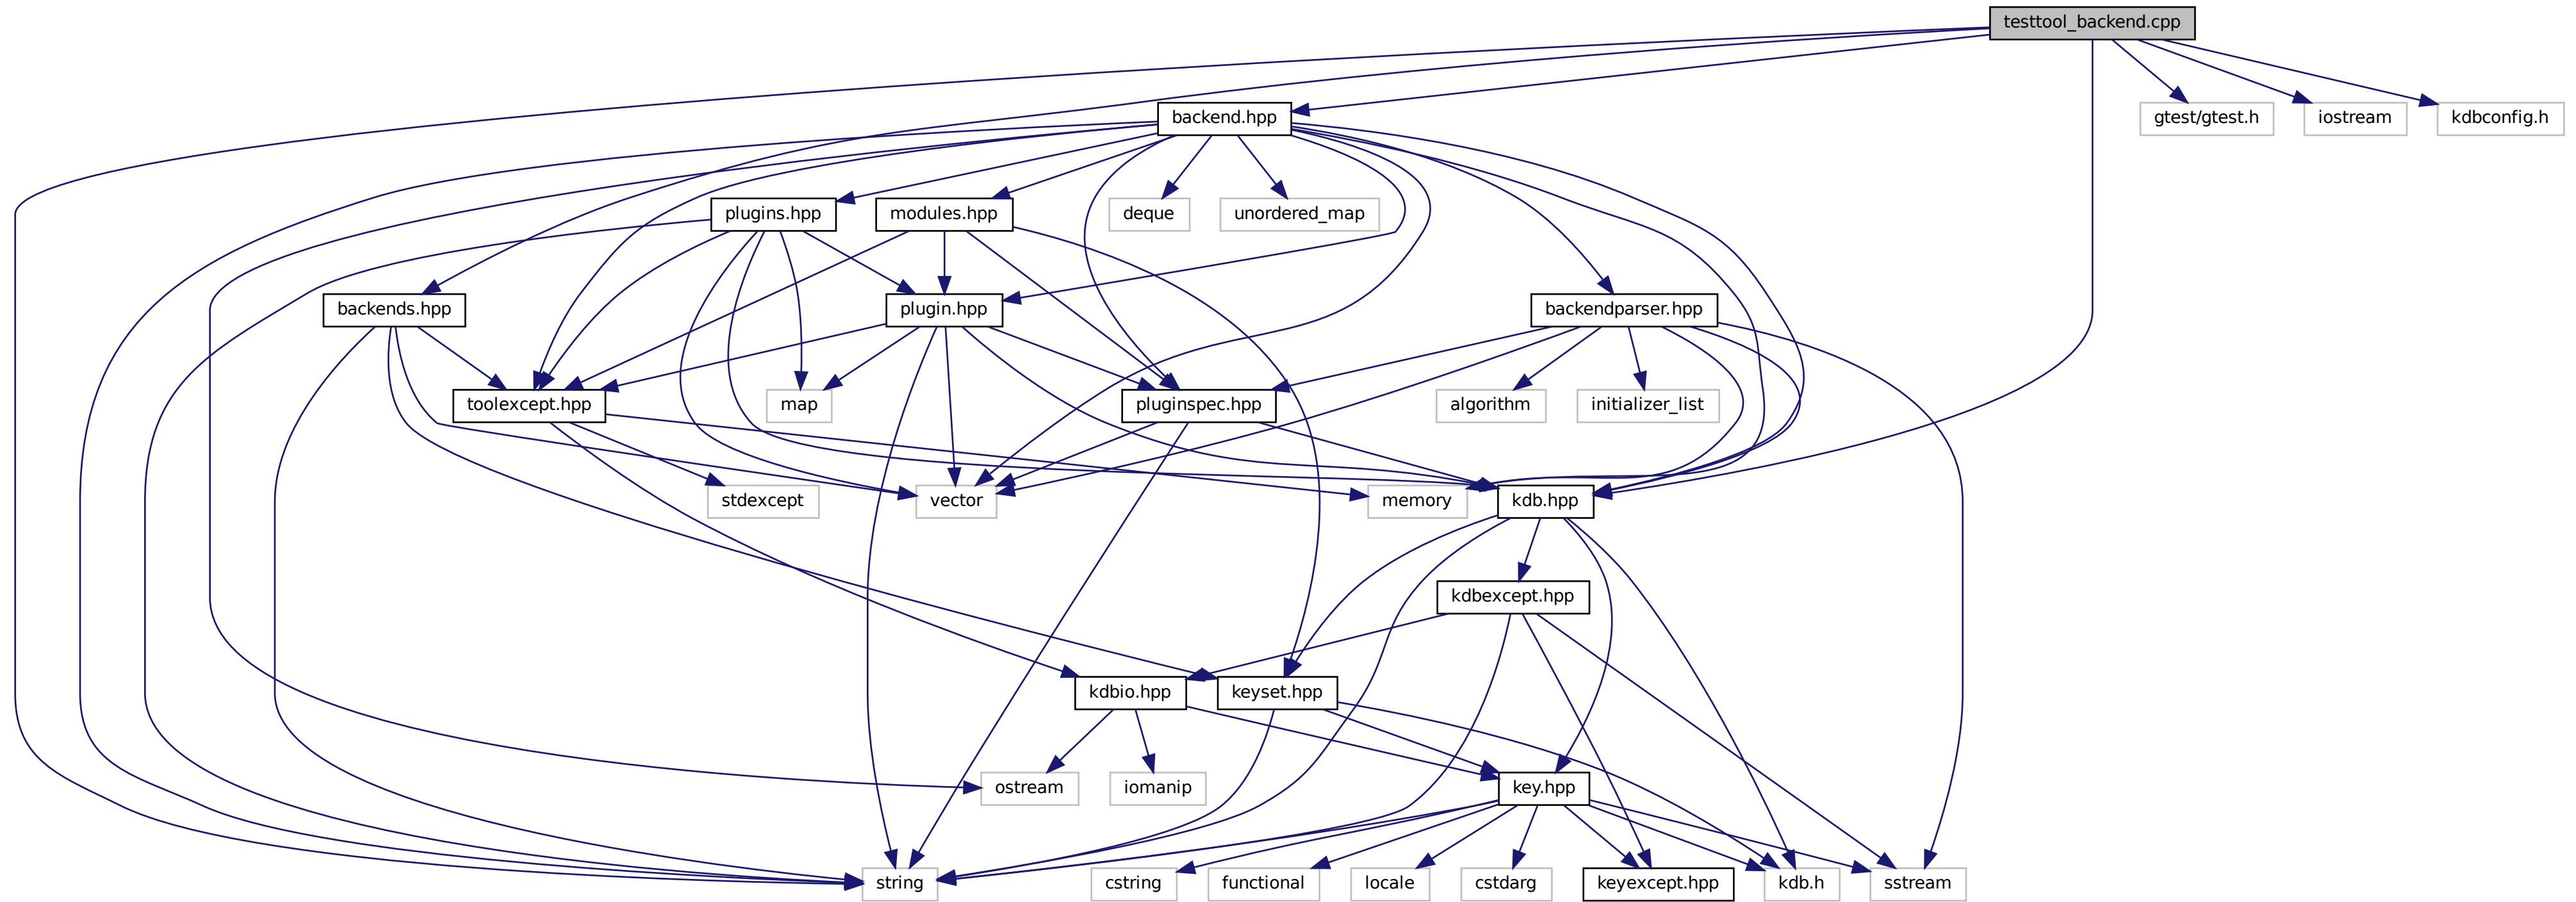 testtool_backend.cpp
backend.hpp
gtest/gtest.h
iostream
kdbconfig.h
plugins.hpp
modules.hpp
deque
unordered_map
backends.hpp
plugin.hpp
backendparser.hpp
toolexcept.hpp
map
pluginspec.hpp
algorithm
initializer_list
stdexcept
vector
memory
kdb.hpp
kdbexcept.hpp
kdbio.hpp
keyset.hpp
ostream
iomanip
key.hpp
string
cstring
functional
locale
cstdarg
keyexcept.hpp
kdb.h
sstream